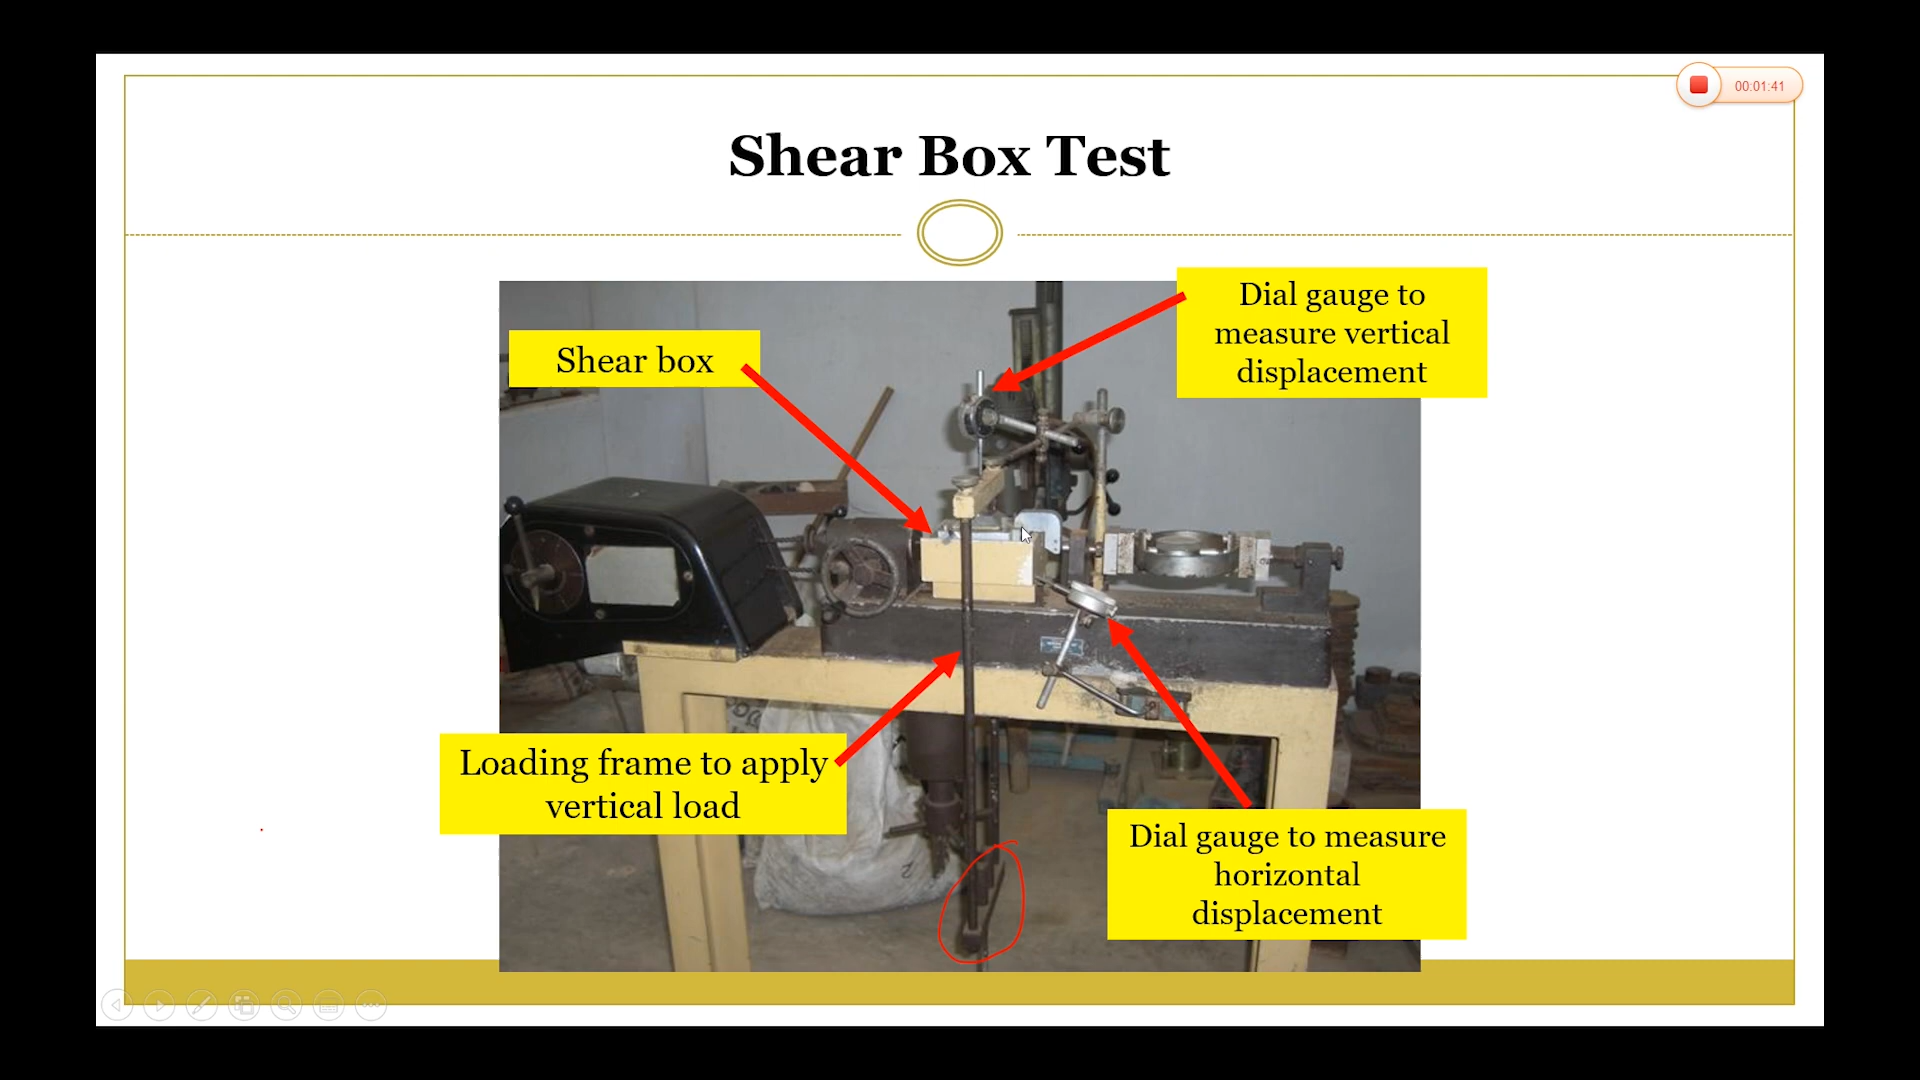 00:01:41
Shear Box Test
Dial gauge to
measure vertical
displacement
Shear box
Loading frame to apply
vertical load
Dial gauge to measure
horizontal
displacement